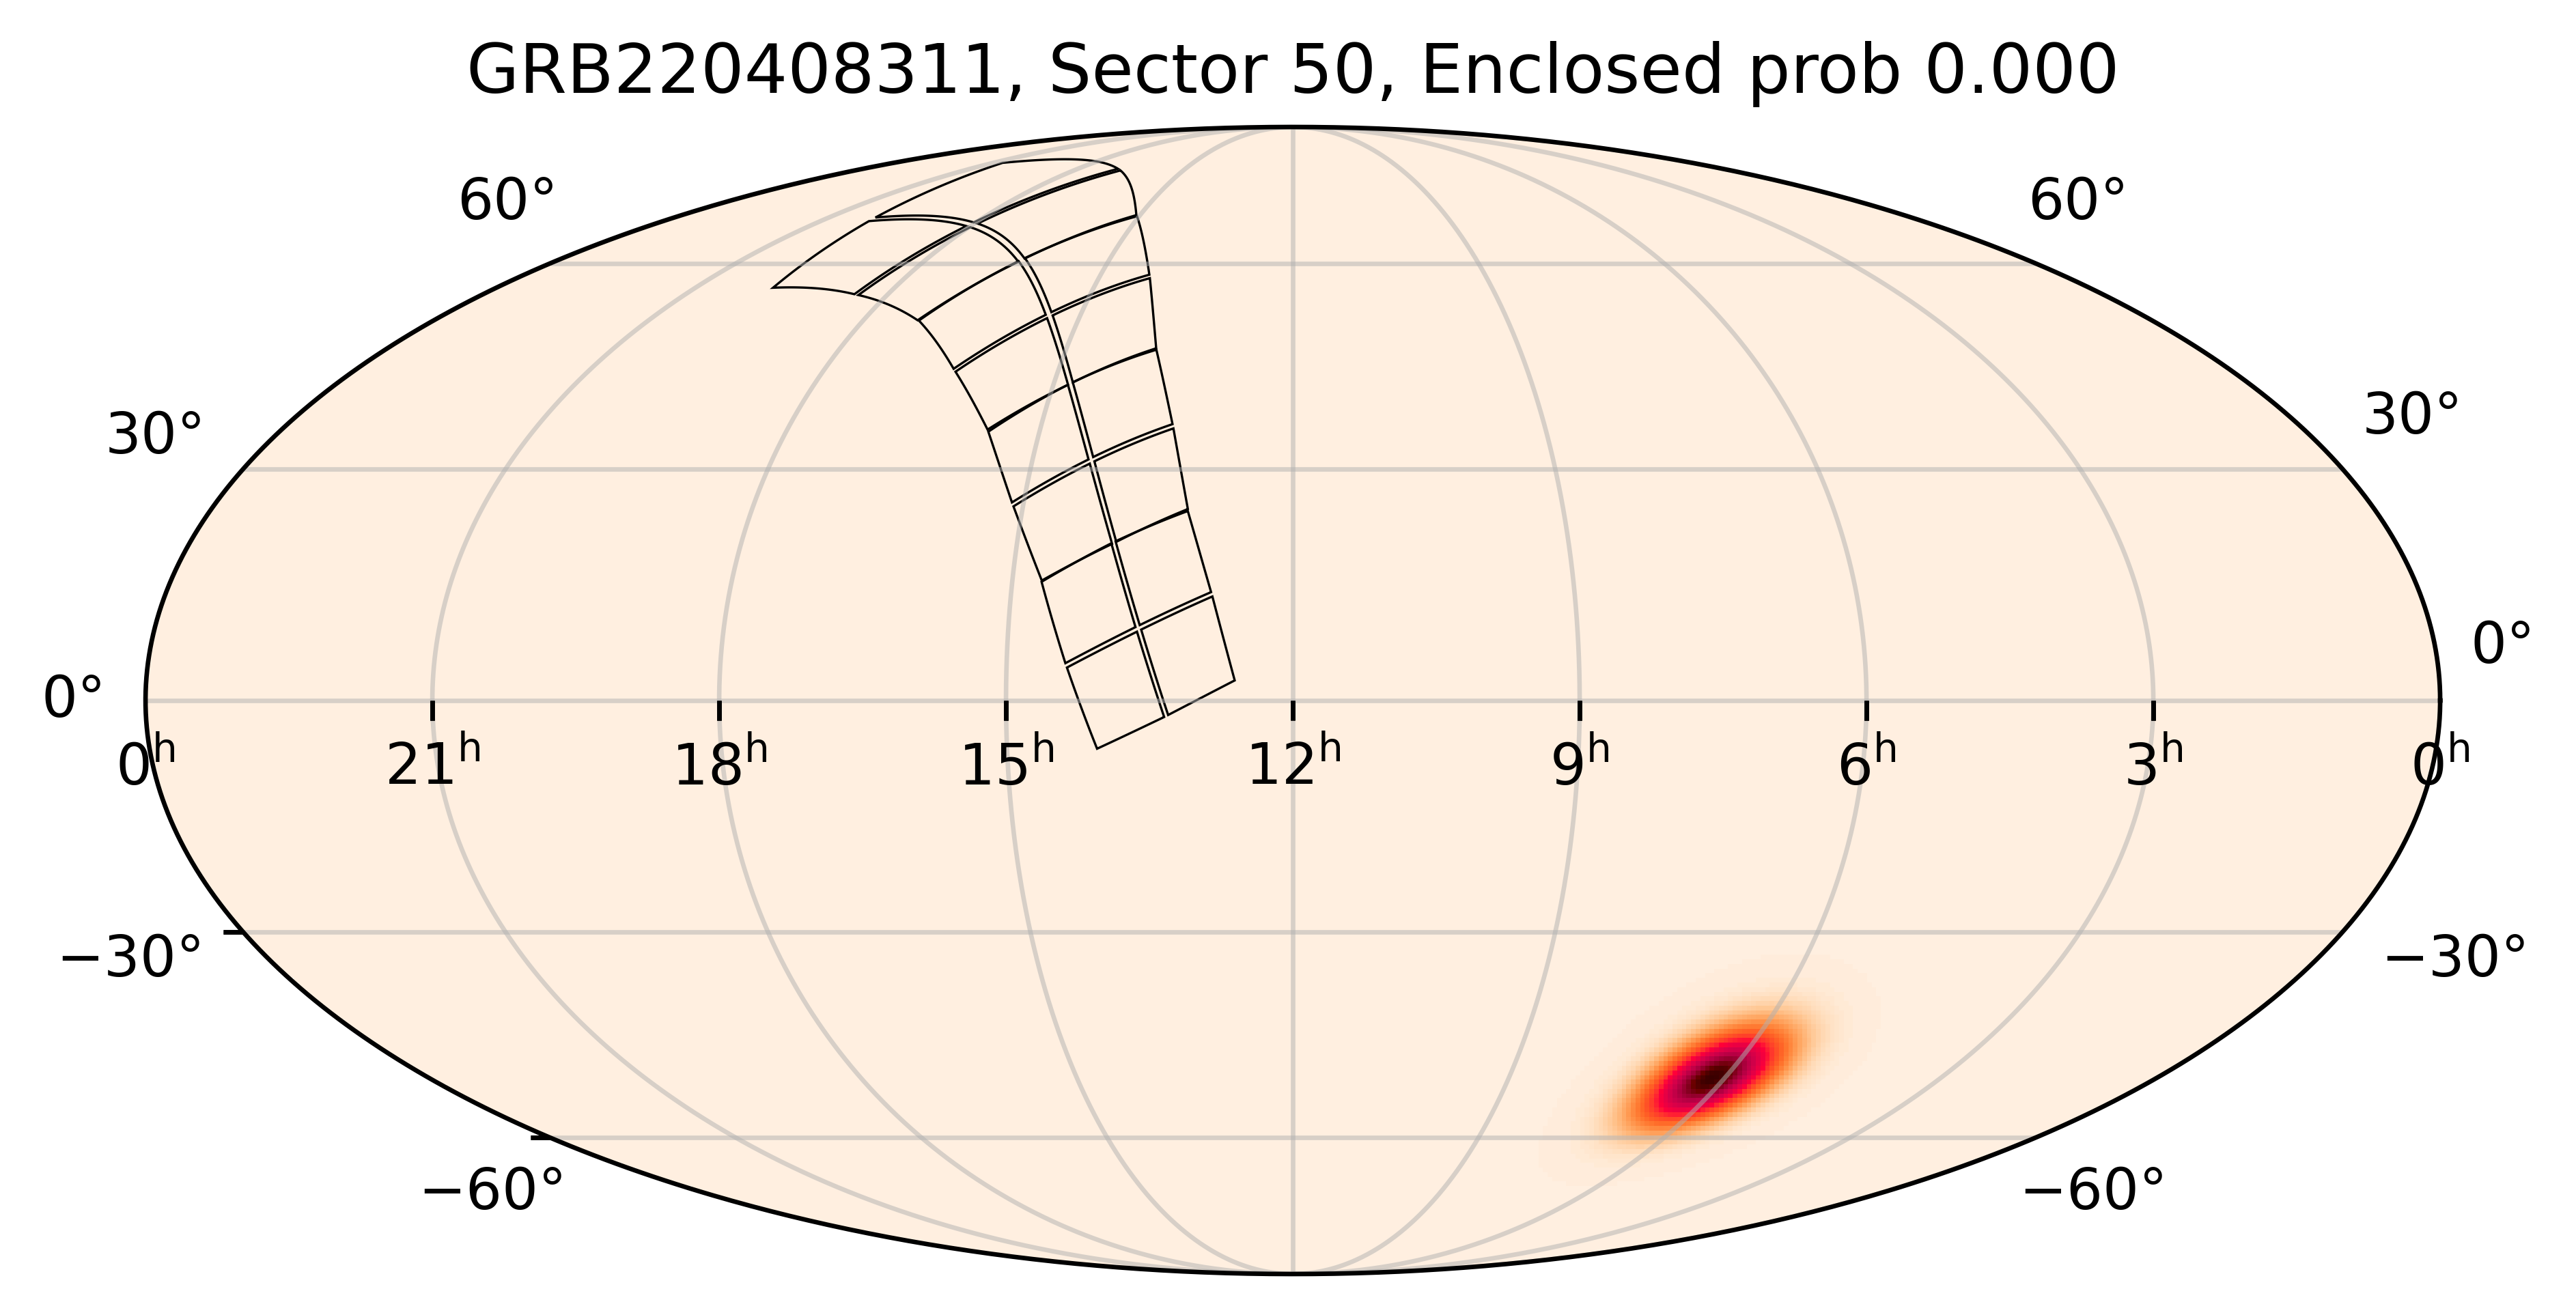 GRB220408311, Sector 50, Enclosed prob 0.000
60° 60°
30° 30°
0° 0°
0ʰ 21ʰ 18ʰ 15ʰ 12ʰ 9ʰ 6ʰ 3ʰ 0ʰ
−30° −30°
−60° −60°